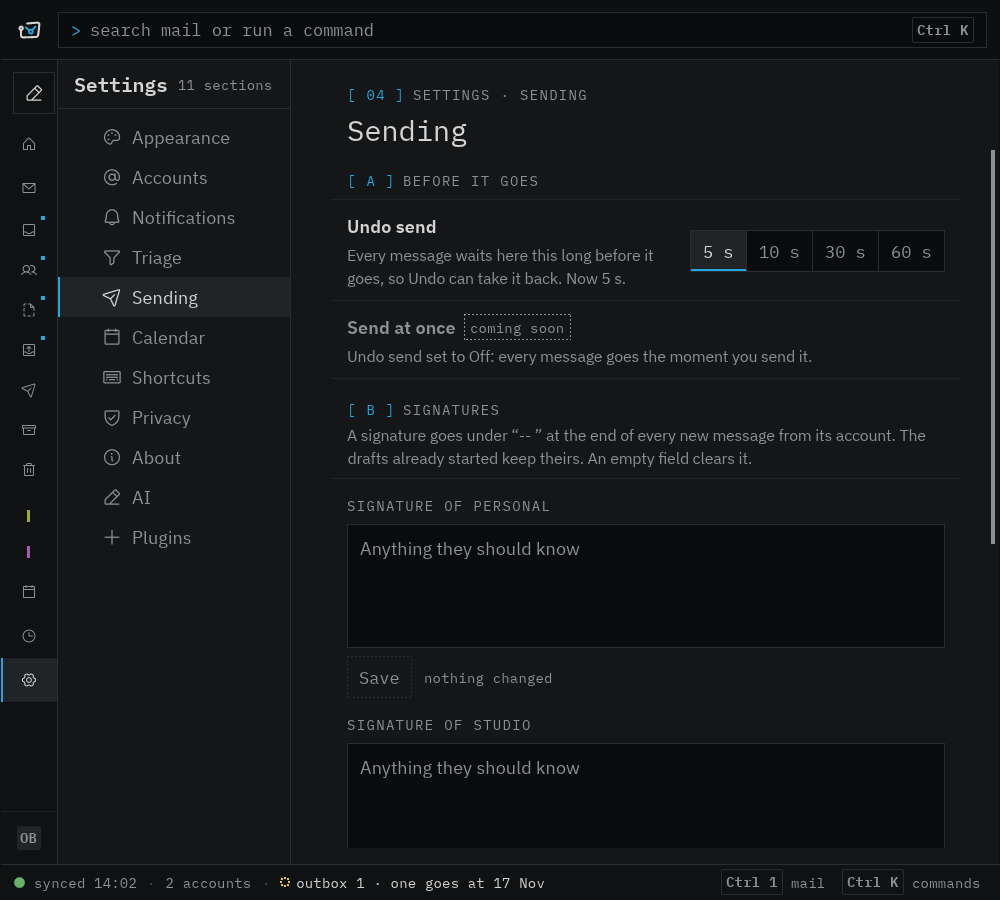 > search mail or run a command Ctrl K
Settings 11 sections
Appearance
Accounts
Notifications
Triage
Sending
Calendar
Shortcuts
Privacy
About
AI
Plugins
OB
[ 04 ] SETTINGS · SENDING
Sending
[ A ] BEFORE IT GOES
Undo send
Every message waits here this long before it
goes, so Undo can take it back. Now 5 s.
5 s 10 s 30 s 60 s
Send at once coming soon
Undo send set to Off: every message goes the moment you send it.
[ B ] SIGNATURES
A signature goes under “-- ” at the end of every new message from its account. The
drafts already started keep theirs. An empty field clears it.
SIGNATURE OF PERSONAL
Anything they should know
Save nothing changed
SIGNATURE OF STUDIO
Anything they should know
synced 14:02 · 2 accounts · outbox 1 · one goes at 17 Nov Ctrl 1 mail Ctrl K commands